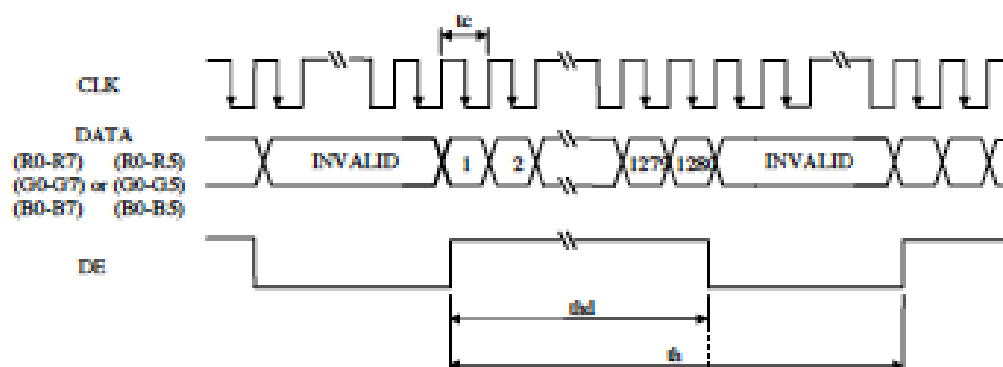 tc
CLK
DATA
(R0-R7) (R0-R5)
(G0-G7) or (G0-G5)
(B0-B7) (B0-B5)
INVALID 1 2 1279 1280 INVALID
DE
thd
th